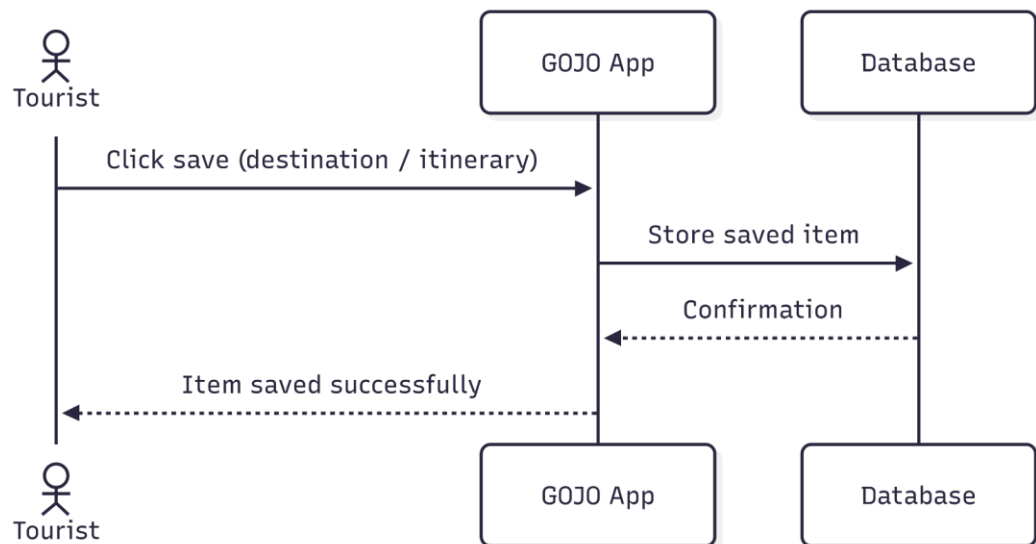 Tourist
GOJO App
Database
Click save (destination / itinerary)
Store saved item
Confirmation
Item saved successfully
Tourist
GOJO App
Database